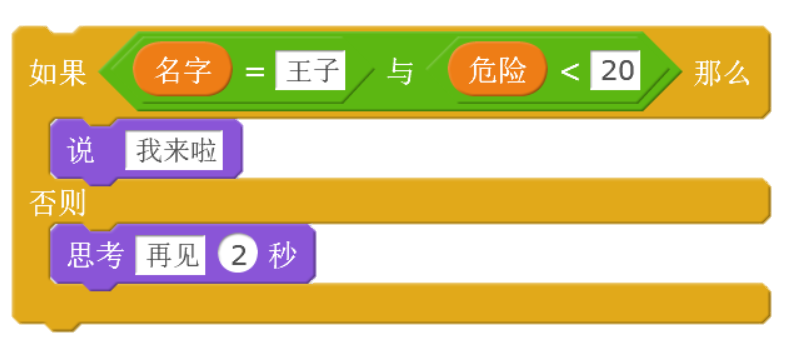 如果 名字 = 王子 与 危险 < 20 那么
说 我来啦
否则
思考 再见 2 秒